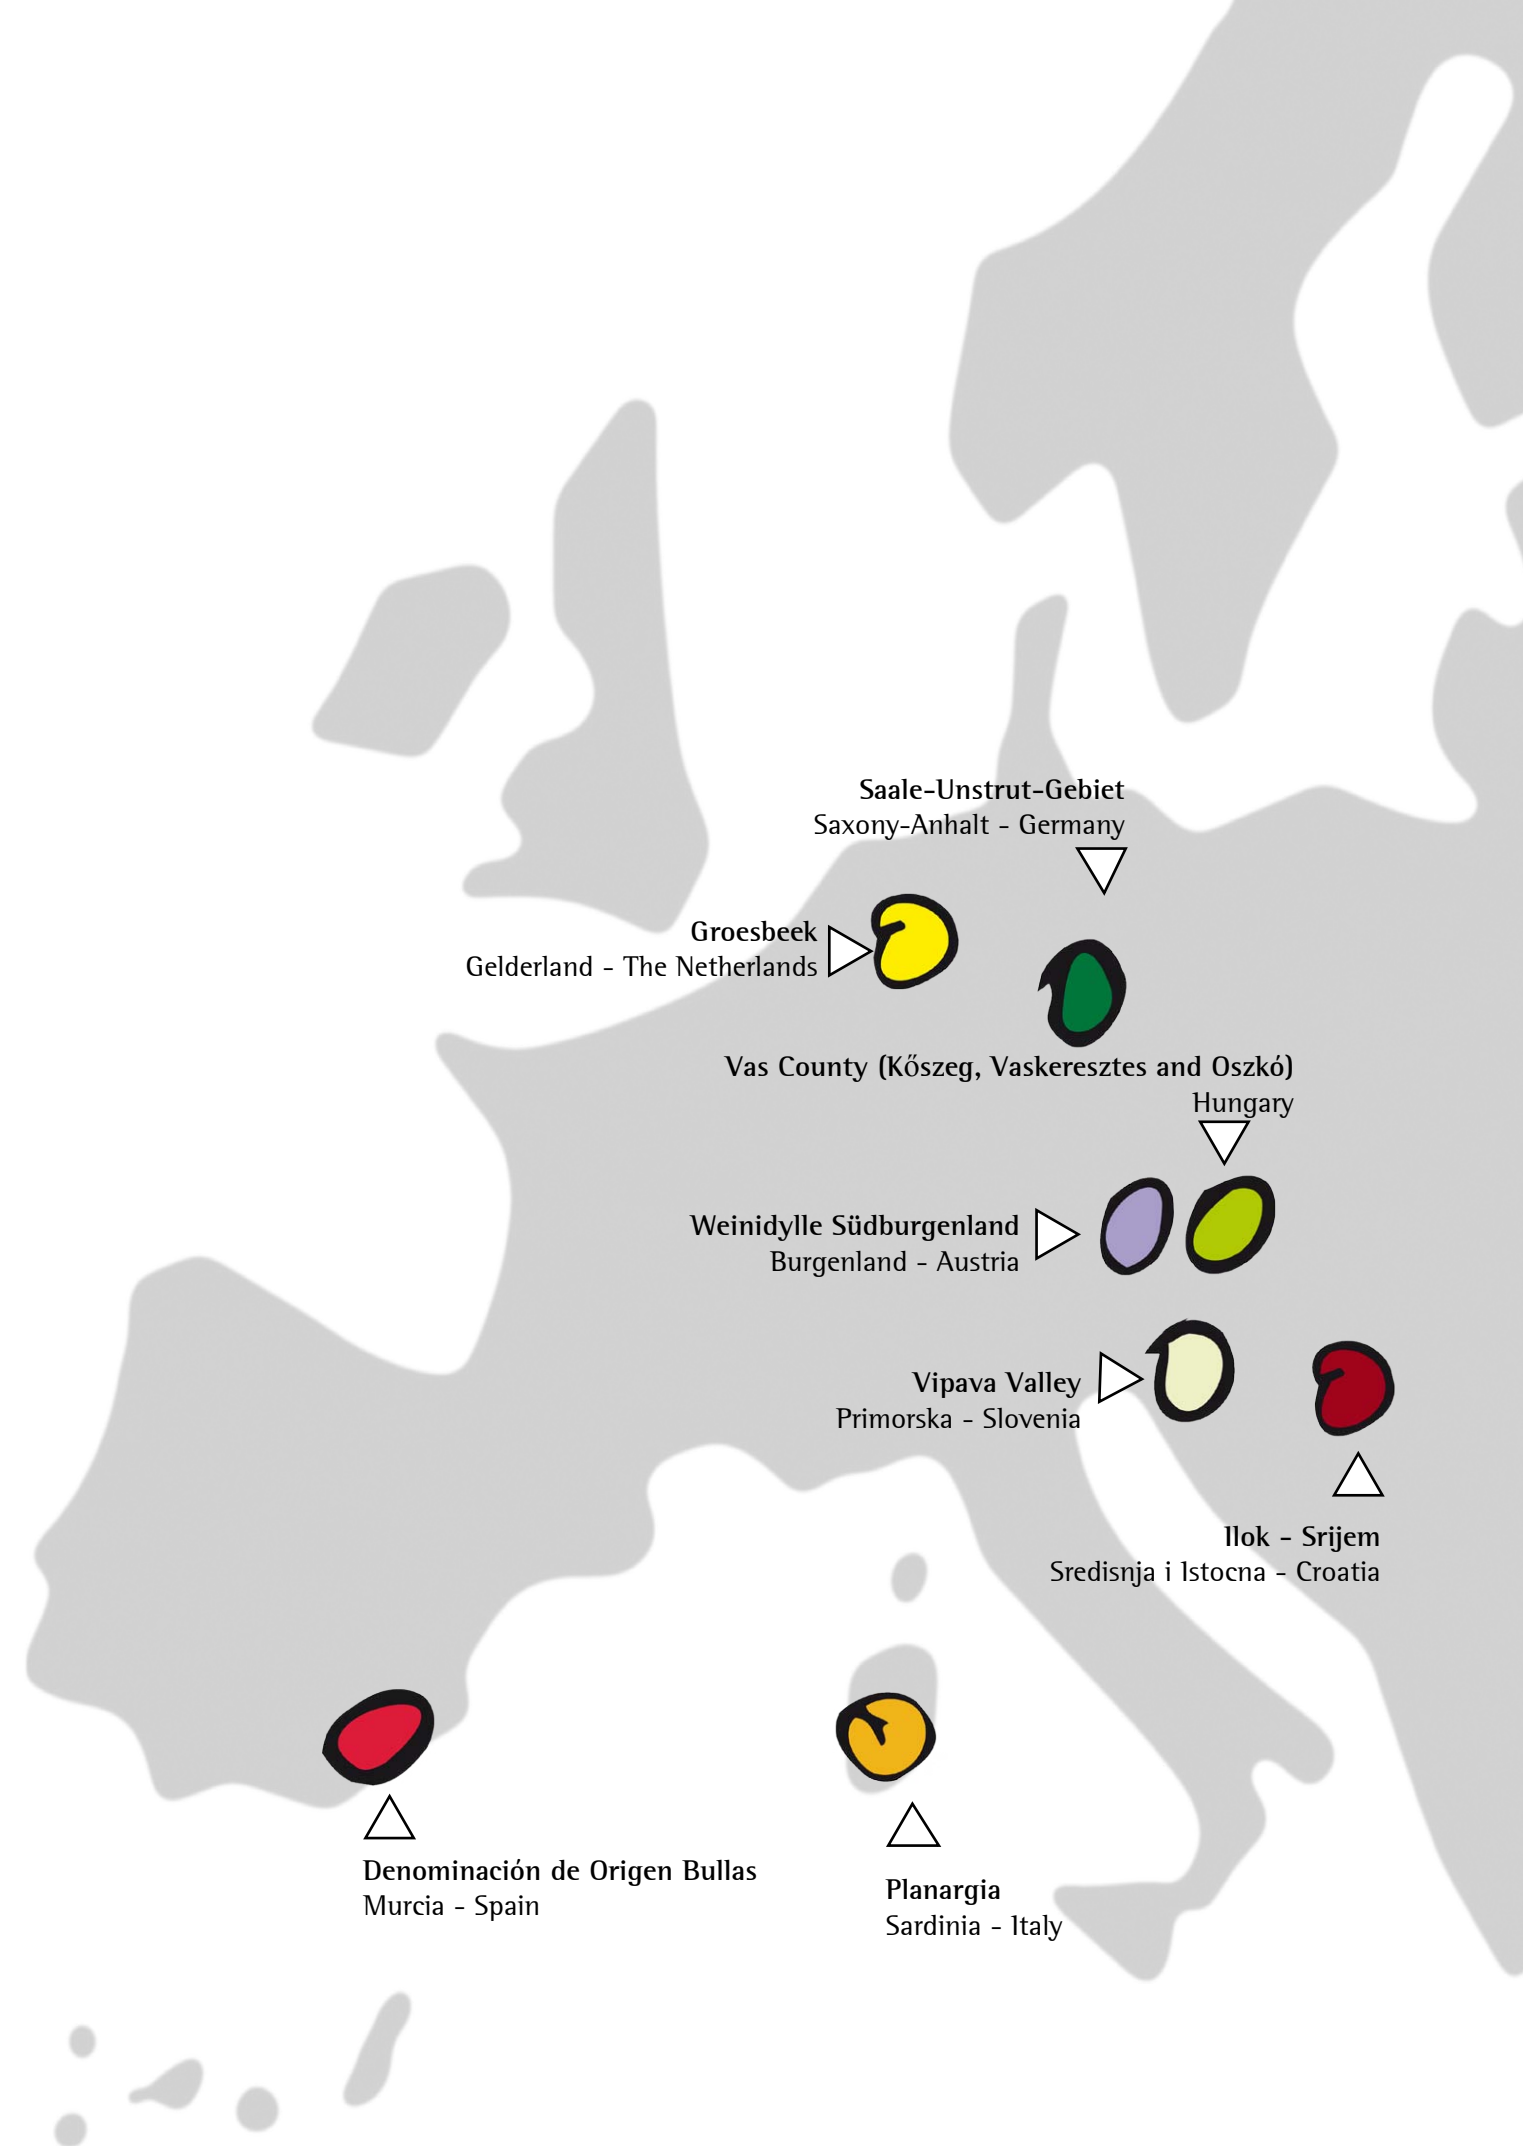 Saale-Unstrut-Gebiet
Saxony-Anhalt - Germany
Groesbeek
Gelderland - The Netherlands
Vas County (Kőszeg, Vaskeresztes and Oszkó)
Hungary
Weinidylle Südburgenland
Burgenland - Austria
Vipava Valley
Primorska - Slovenia
Ilok - Srijem
Sredisnja i Istocna - Croatia
Denominación de Origen Bullas
Murcia - Spain
Planargia
Sardinia - Italy